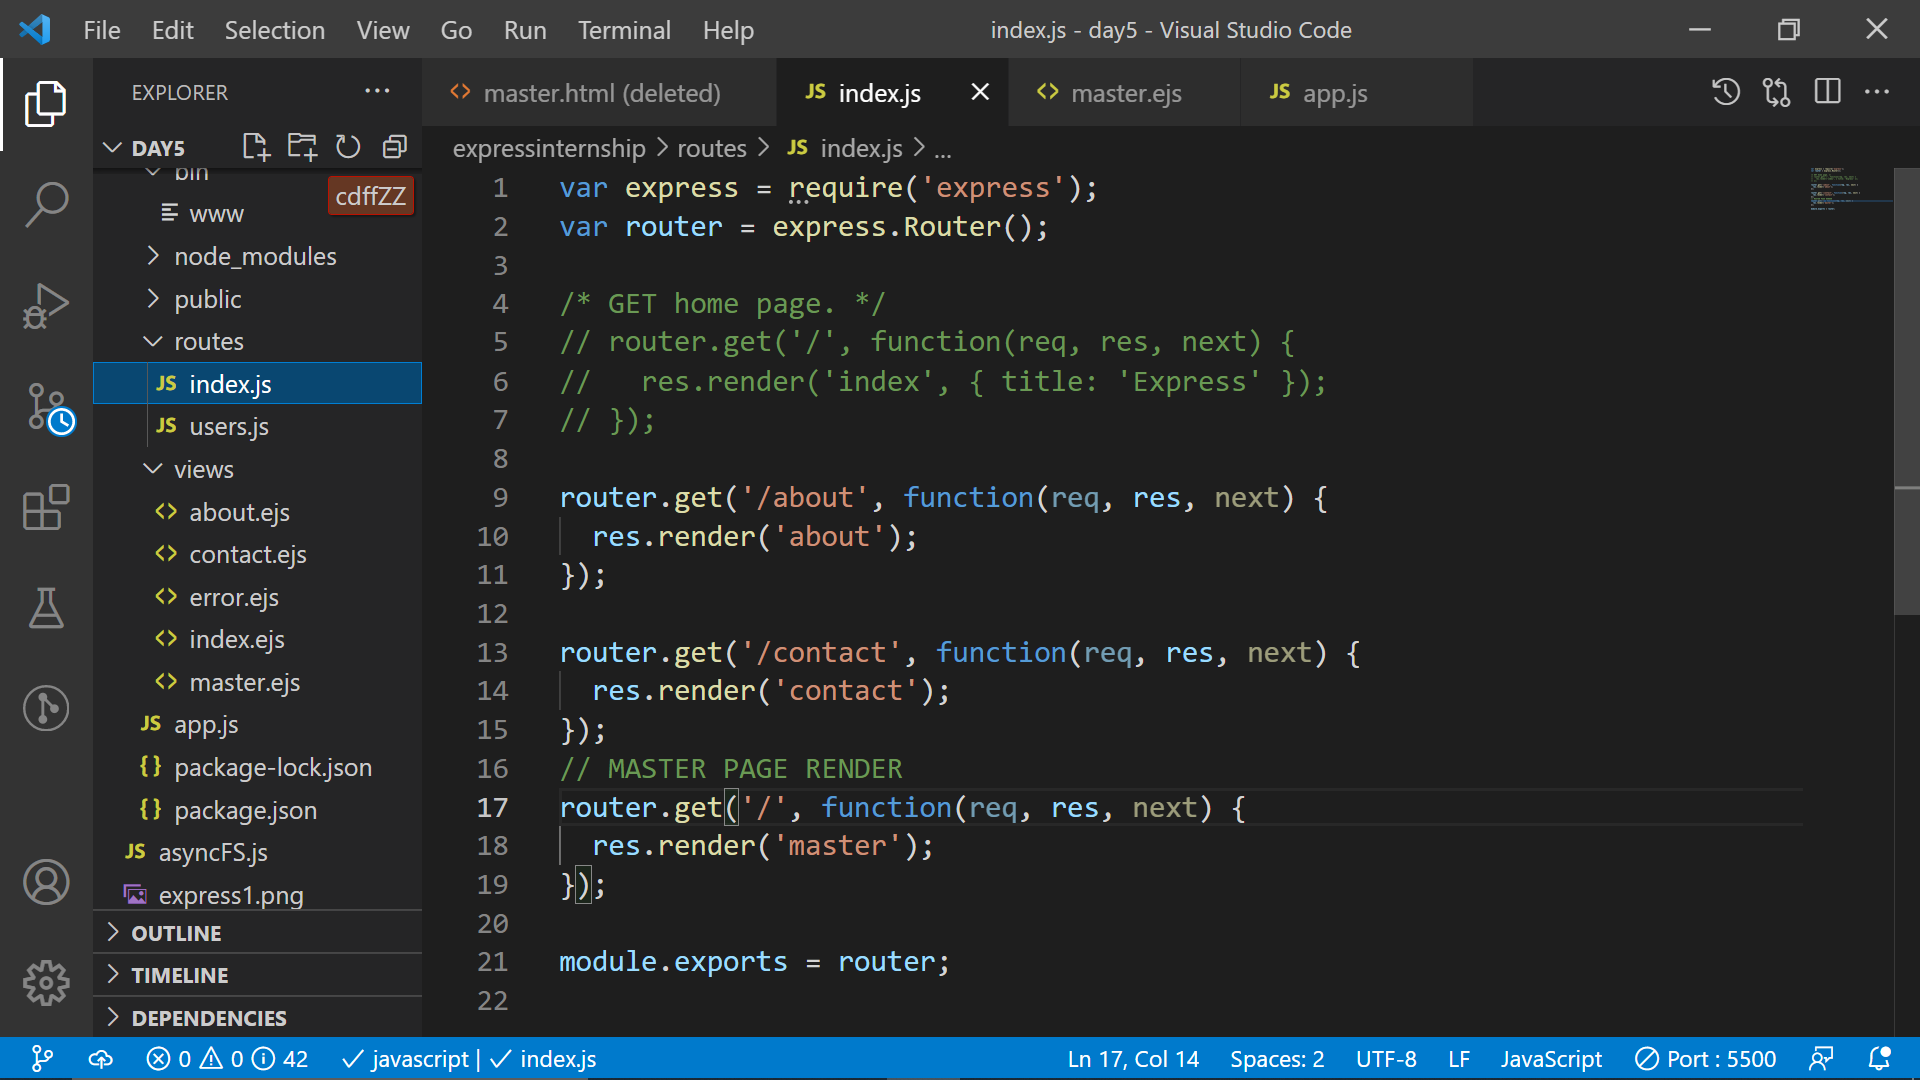 File Edit Selection View Go Run Terminal Help index.js - day5 - Visual Studio Code
EXPLORER
master.html (deleted) JS index.js master.ejs JS app.js
DAY5
expressinternship routes JS index.js ...
bin
cdffZZ
www
node_modules
public
routes
JS index.js
JS users.js
views
about.ejs
contact.ejs
error.ejs
index.ejs
master.ejs
JS app.js
{} package-lock.json
{} package.json
JS asyncFS.js
express1.png
OUTLINE
TIMELINE
DEPENDENCIES
1 var express = require('express');
2 var router = express.Router();
3
4 /* GET home page. */
5 // router.get('/', function(req, res, next) {
6 //   res.render('index', { title: 'Express' });
7 // });
8
9 router.get('/about', function(req, res, next) {
10   res.render('about');
11 });
12
13 router.get('/contact', function(req, res, next) {
14   res.render('contact');
15 });
16 // MASTER PAGE RENDER
17 router.get('/', function(req, res, next) {
18   res.render('master');
19 });
20
21 module.exports = router;
22
0 0 42 javascript | index.js Ln 17, Col 14 Spaces: 2 UTF-8 LF JavaScript Port : 5500